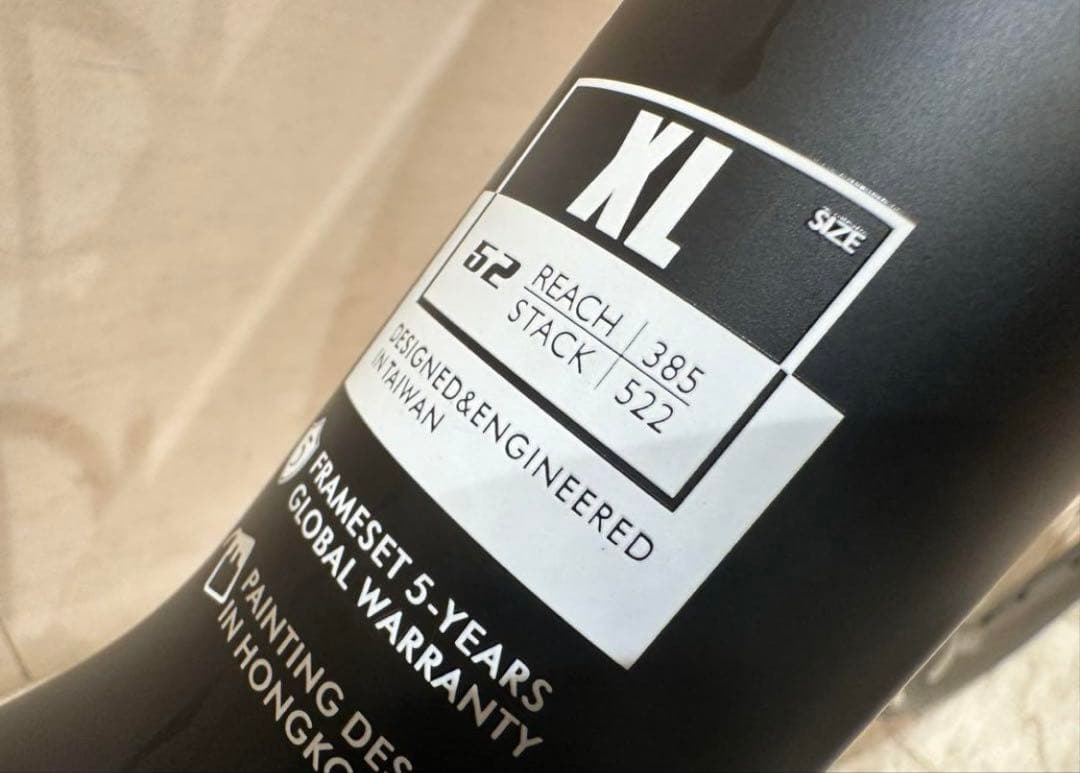 XL
SIZE
52
REACH | 385
STACK | 522
DESIGNED&ENGINEERED
IN TAIWAN
5
FRAMESET 5-YEARS
GLOBAL WARRANTY
PAINTING DES
IN HONGKO